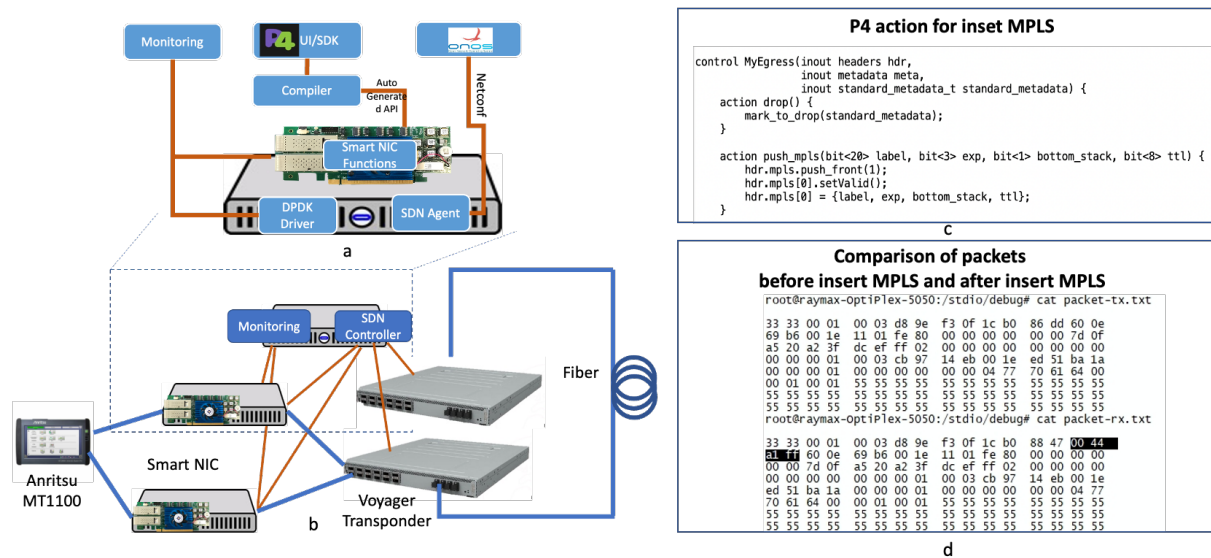 Monitoring
P4 UI/SDK
onos
Compiler
Auto
Generate
d API
Netconf
Smart NIC
Functions
DPDK
Driver
SDN Agent
a
Monitoring
SDN
Controller
Fiber
Anritsu
MT1100
Smart NIC
Voyager
Transponder
b
P4 action for inset MPLS
control MyEgress(inout headers hdr,
inout metadata meta,
inout standard_metadata_t standard_metadata) {
action drop() {
mark_to_drop(standard_metadata);
}
action push_mpls(bit<20> label, bit<3> exp, bit<1> bottom_stack, bit<8> ttl) {
hdr.mpls.push_front(1);
hdr.mpls[0].setValid();
hdr.mpls[0] = {label, exp, bottom_stack, ttl};
}
c
Comparison of packets
before insert MPLS and after insert MPLS
root@raymax-OptiPlex-5050:/stdio/debug# cat packet-tx.txt
33 33 00 01 00 03 d8 9e f3 0f 1c b0 86 dd 60 0e
69 b6 00 1e 11 01 fe 80 00 00 00 00 00 00 7d 0f
a5 20 a2 3f dc ef ff 02 00 00 00 00 00 00 00 00
00 00 00 01 00 03 cb 97 14 eb 00 1e ed 51 ba 1a
00 00 00 01 00 00 00 00 00 00 04 77 70 61 64 00
00 01 00 01 55 55 55 55 55 55 55 55 55 55 55 55
55 55 55 55 55 55 55 55 55 55 55 55 55 55 55 55
55 55 55 55 55 55 55 55 55 55 55 55 55 55 55 55
root@raymax-OptiPlex-5050:/stdio/debug# cat packet-rx.txt
33 33 00 01 00 03 d8 9e f3 0f 1c b0 88 47 00 44
a1 ff 60 0e 69 b6 00 1e 11 01 fe 80 00 00 00 00
00 00 7d 0f a5 20 a2 3f dc ef ff 02 00 00 00 00
00 00 00 00 00 00 00 01 00 03 cb 97 14 eb 00 1e
ed 51 ba 1a 00 00 00 01 00 00 00 00 00 00 04 77
70 61 64 00 00 01 00 01 55 55 55 55 55 55 55 55
55 55 55 55 55 55 55 55 55 55 55 55 55 55 55 55
55 55 55 55 55 55 55 55 55 55 55 55 55 55 55 55
d